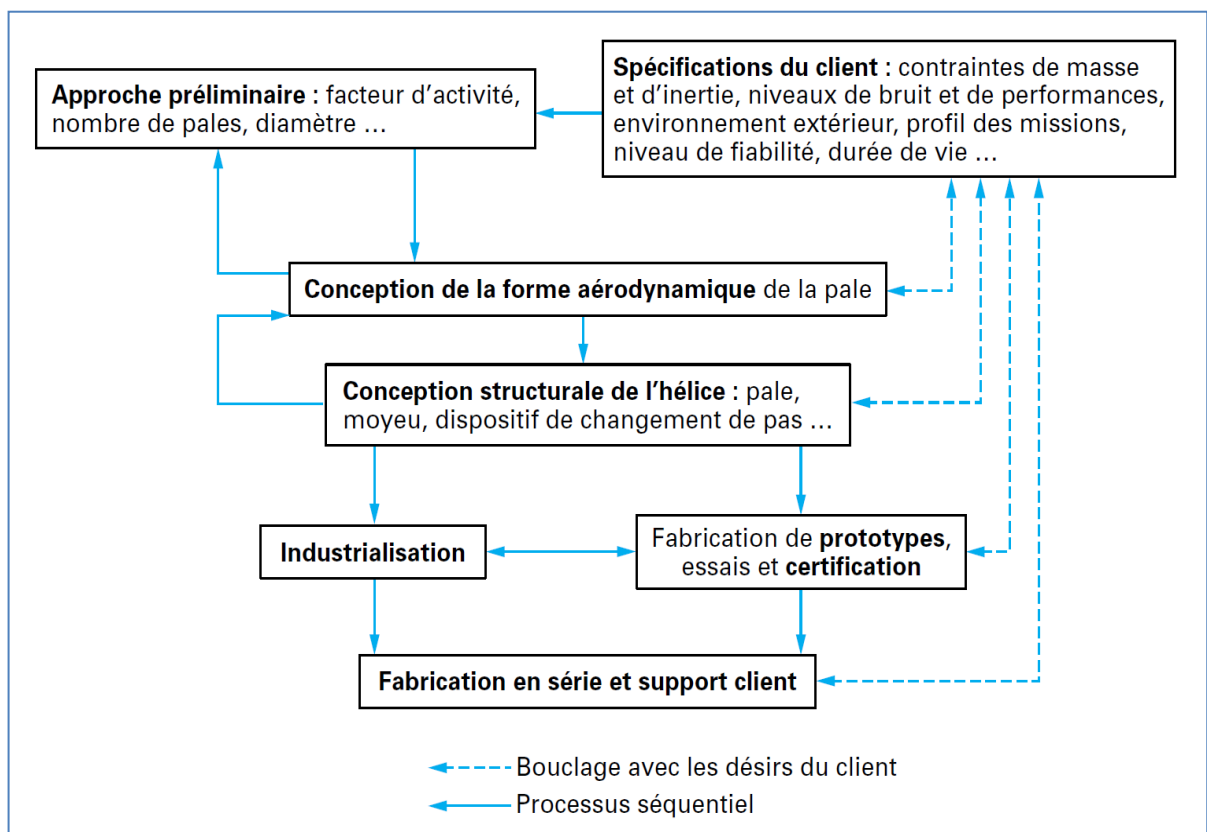 Approche préliminaire : facteur d’activité,
nombre de pales, diamètre ...
Spécifications du client : contraintes de masse
et d’inertie, niveaux de bruit et de performances,
environnement extérieur, profil des missions,
niveau de fiabilité, durée de vie ...
Conception de la forme aérodynamique de la pale
Conception structurale de l’hélice : pale,
moyeu, dispositif de changement de pas ...
Industrialisation
Fabrication de prototypes,
essais et certification
Fabrication en série et support client
Bouclage avec les désirs du client
Processus séquentiel